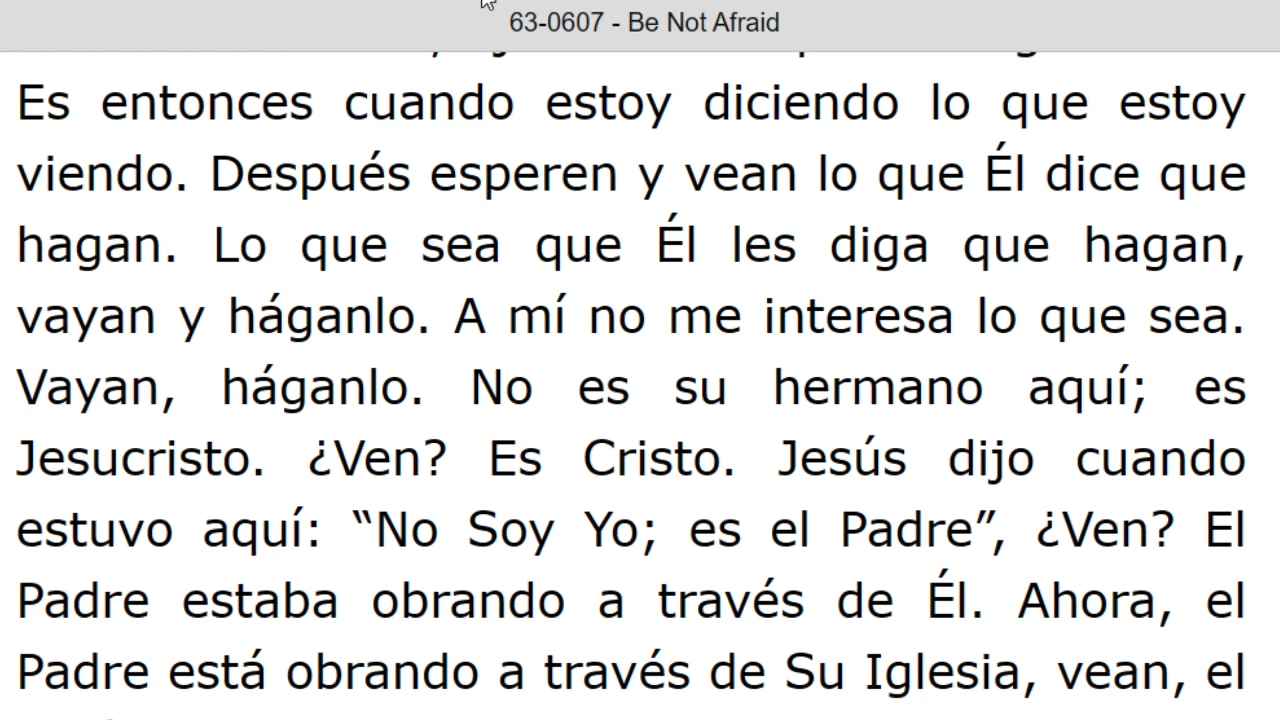 63-0607 - Be Not Afraid
Es entonces cuando estoy diciendo lo que estoy
viendo. Después esperen y vean lo que Él dice que
hagan. Lo que sea que Él les diga que hagan,
vayan y háganlo. A mí no me interesa lo que sea.
Vayan, háganlo. No es su hermano aquí; es
Jesucristo. ¿Ven? Es Cristo. Jesús dijo cuando
estuvo aquí: “No Soy Yo; es el Padre”, ¿Ven? El
Padre estaba obrando a través de Él. Ahora, el
Padre está obrando a través de Su Iglesia, vean, el